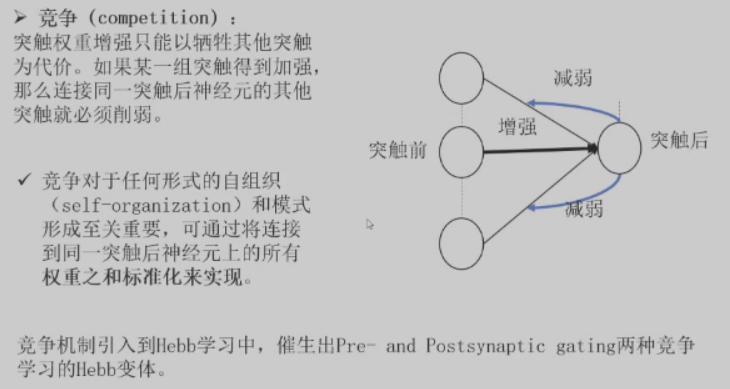 ➢ 竞争（competition）：
突触权重增强只能以牺牲其他突触
为代价。如果某一组突触得到加强，
那么连接同一突触后神经元的其他
突触就必须削弱。
✓ 竞争对于任何形式的自组织
（self-organization）和模式
形成至关重要，可通过将连接
到同一突触后神经元上的所有
权重之和标准化来实现。
减弱
增强
突触前
突触后
减弱
竞争机制引入到Hebb学习中，催生出Pre- and Postsynaptic gating两种竞争
学习的Hebb变体。